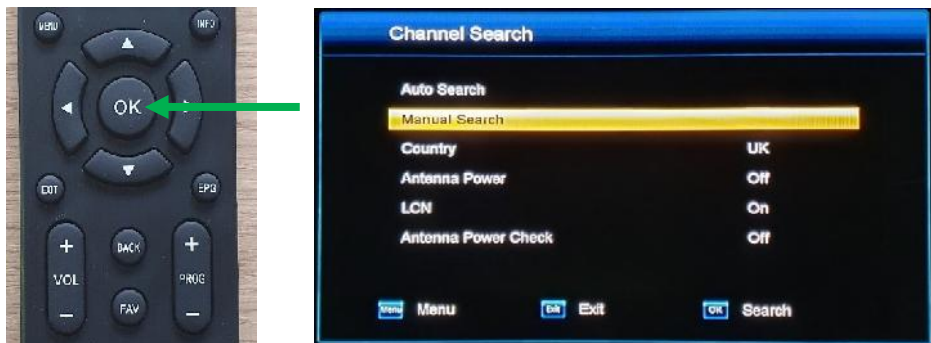 MENU
INFO
OK
EXIT
EPG
+
VOL
−
BACK
FAV
+
PROG
−
Channel Search
Auto Search
Manual Search
Country UK
Antenna Power Off
LCN On
Antenna Power Check Off
Menu Menu Exit Exit OK Search